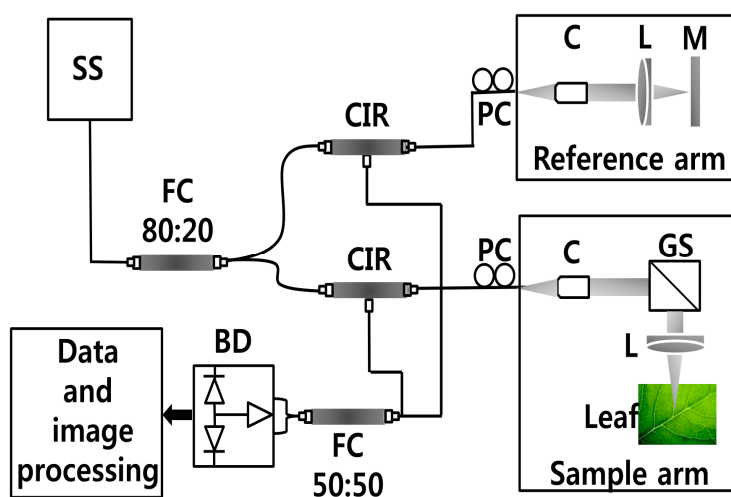 SS
FC
80:20
CIR
PC
C
L
M
Reference arm
CIR
PC
C
GS
L
Leaf
Sample arm
BD
FC
50:50
Data
and
image
processing